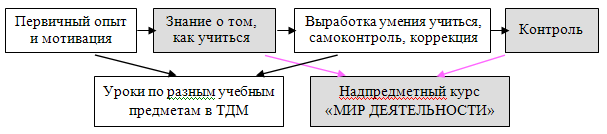 Первичный опыт
и мотивация
Знание о том,
как учиться
Выработка умения учиться,
самоконтроль, коррекция
Контроль
Уроки по разным учебным
предметам в ТДМ
Надпредметный курс
«МИР ДЕЯТЕЛЬНОСТИ»